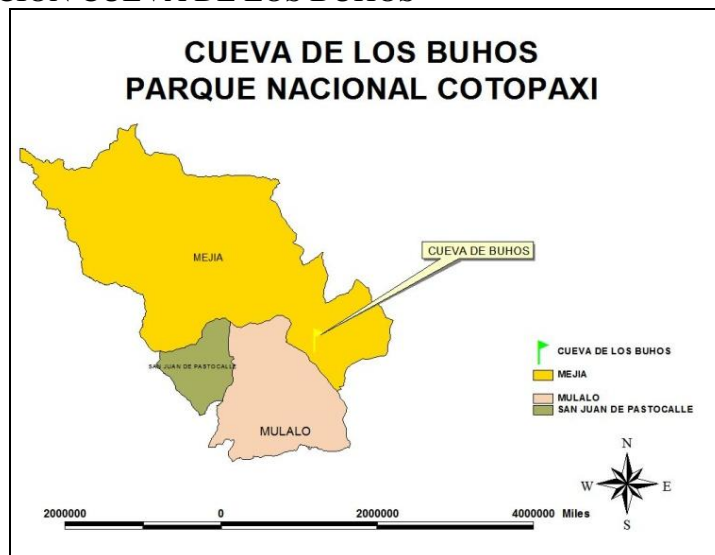 CUEVA DE LOS BUHOS
PARQUE NACIONAL COTOPAXI
CUEVA DE BUHOS
MEJIA
SAN JUAN DE PASTOCALLE
MULALO
CUEVA DE LOS BUHOS
MEJIA
MULALO
SAN JUAN DE PASTOCALLE
N
W E
S
2000000 0 2000000 4000000 Miles